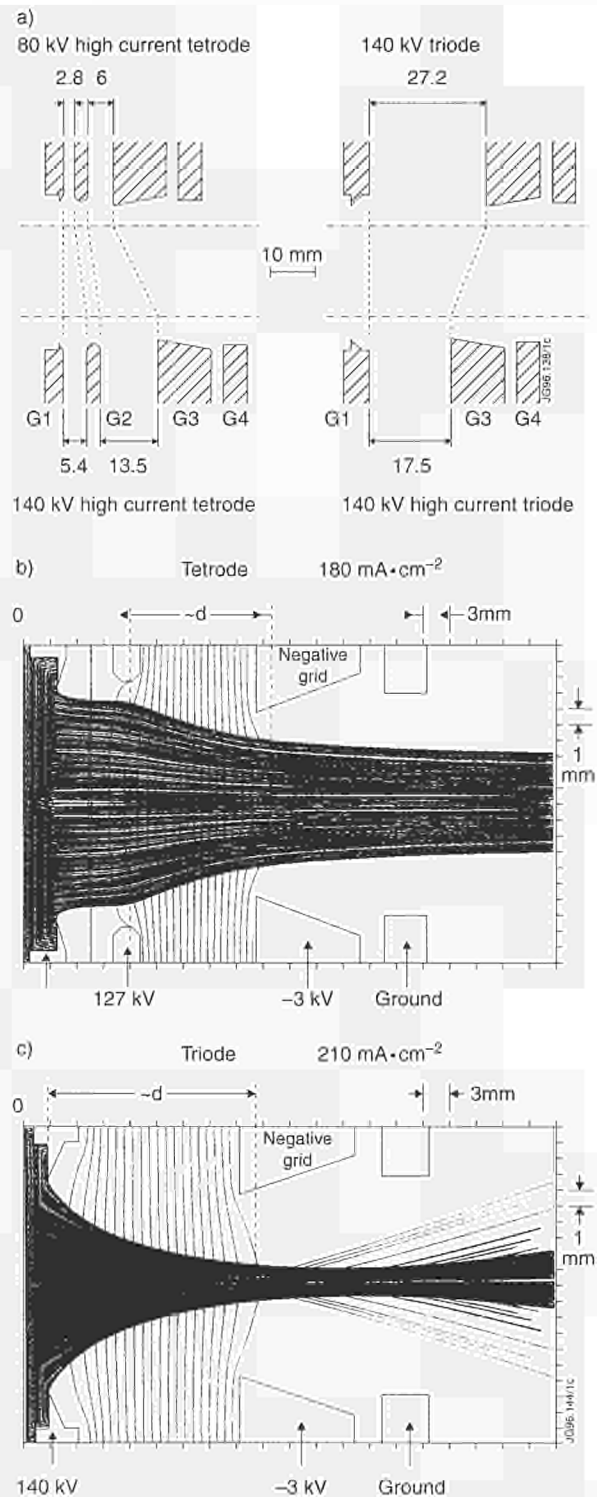 a)
80 kV high current tetrode
140 kV triode
2.8 6
27.2
10 mm
JG96.128/1c
G1 G2 G3 G4
G1 G3 G4
5.4 13.5
17.5
140 kV high current tetrode
140 kV high current triode
b) Tetrode 180 mA•cm–2
0
~d
3mm
Negative
grid
1
mm
127 kV
–3 kV
Ground
c) Triode 210 mA•cm–2
0
~d
3mm
Negative
grid
1
mm
JG96.144/1c
140 kV
–3 kV
Ground